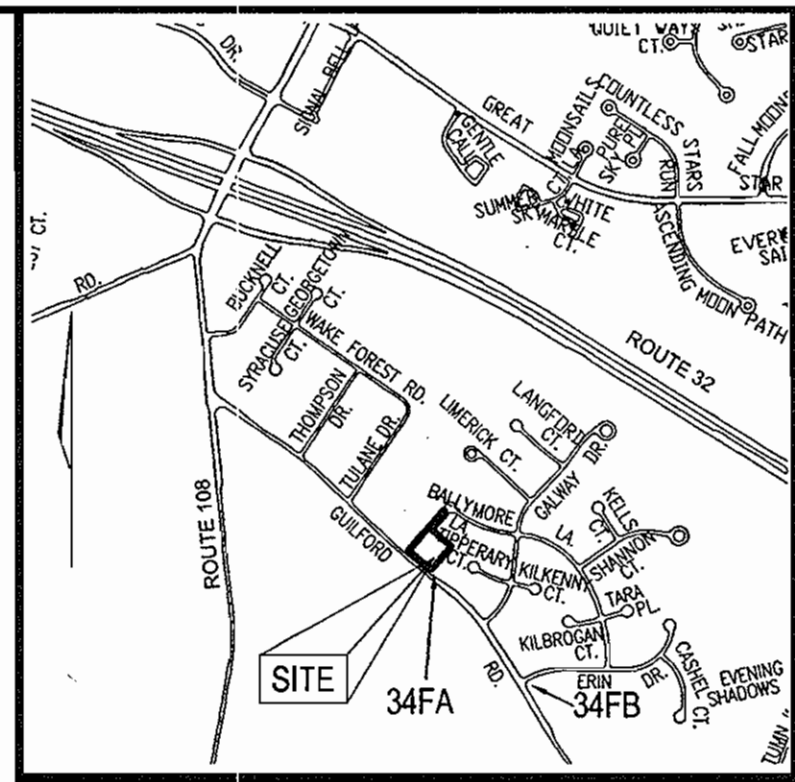 QUIET WAY
CT.
STAR
DR.
SIGNAL BELL
GREAT
GENTLE
CALL
MOONSAILS
LA.
COUNTLESS STARS
RUN
PURE
SKY PL.
FALLMOON
STAR
SUMMER
SKY
CT.
WHITE
MARBLE
CT.
ASCENDING MOON PATH
CT.
RD.
BUCKNELL
CT.
GEORGETOWN
CT.
SYRACUSE
CT.
WAKE FOREST RD.
ROUTE 32
THOMPSON
DR.
TULANE DR.
LIMERICK CT.
LANGFORD
CT.
GALWAY DR.
BALLYMORE
LA.
LA.
KELLS
CT.
SHANNON
CT.
ROUTE 108
GUILFORD
RD.
TIPPERARY
CT.
KILKENNY
CT.
TARA
PL.
KILBROGAN
CT.
ERIN
DR.
CASHEL CT.
EVENING
SHADOWS
SITE
34FA
34FB